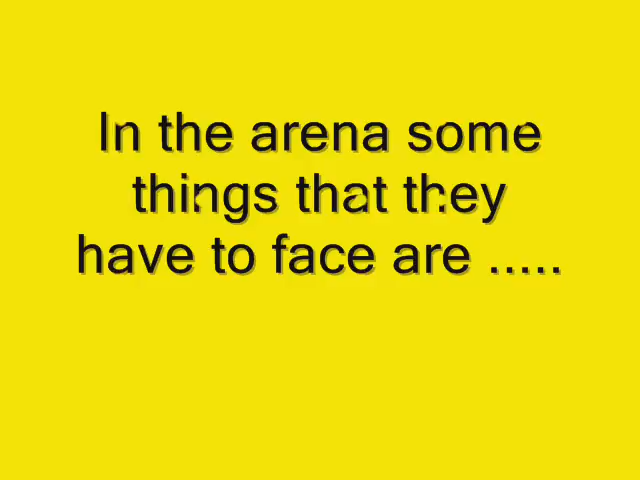 In the arena some
things that they
have to face are .....